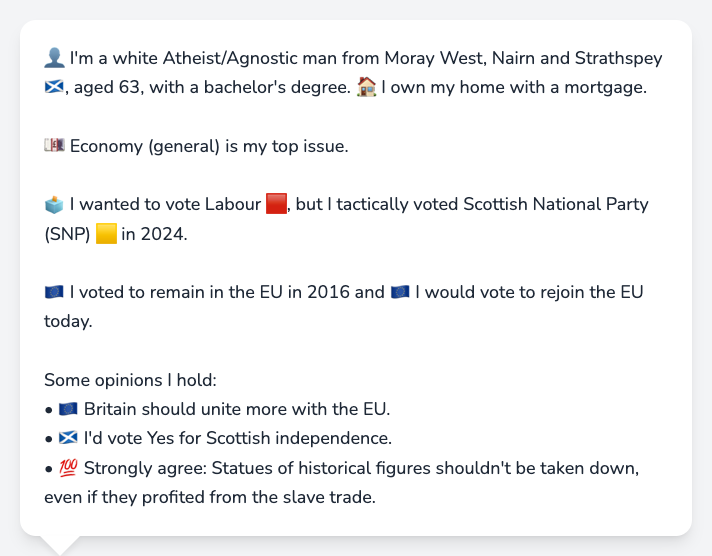 👤 I'm a white Atheist/Agnostic man from Moray West, Nairn and Strathspey
🏴󠁧󠁢󠁳󠁣󠁴󠁿, aged 63, with a bachelor's degree. 🏠 I own my home with a mortgage.
💷 Economy (general) is my top issue.
🗳️ I wanted to vote Labour 🟥, but I tactically voted Scottish National Party
(SNP) 🟨 in 2024.
🇪🇺 I voted to remain in the EU in 2016 and 🇪🇺 I would vote to rejoin the EU
today.
Some opinions I hold:
• 🇪🇺 Britain should unite more with the EU.
• 🏴󠁧󠁢󠁳󠁣󠁴󠁿 I'd vote Yes for Scottish independence.
• 💯 Strongly agree: Statues of historical figures shouldn't be taken down,
even if they profited from the slave trade.